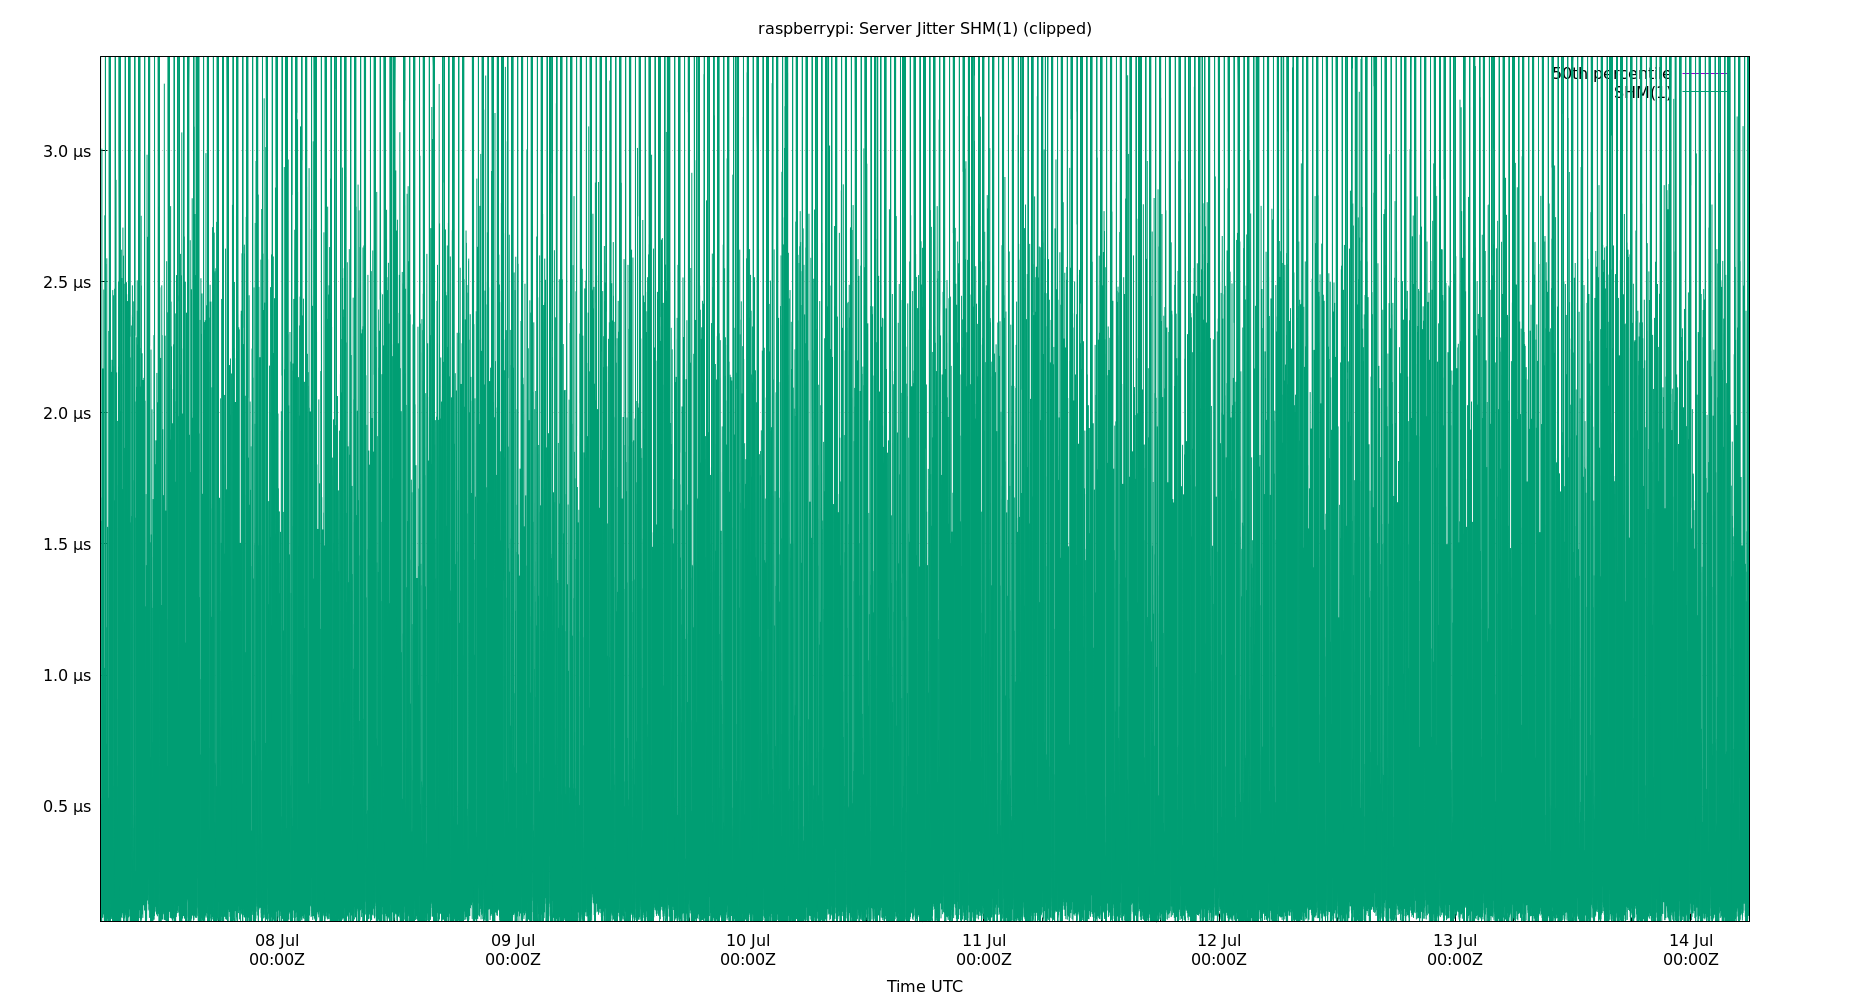 raspberrypi: Server Jitter SHM(1) (clipped)
50th percentile
SHM(1)
3.0 µs
2.5 µs
2.0 µs
1.5 µs
1.0 µs
0.5 µs
08 Jul 09 Jul 10 Jul 11 Jul 12 Jul 13 Jul 14 Jul
00:00Z 00:00Z 00:00Z 00:00Z 00:00Z 00:00Z 00:00Z
Time UTC